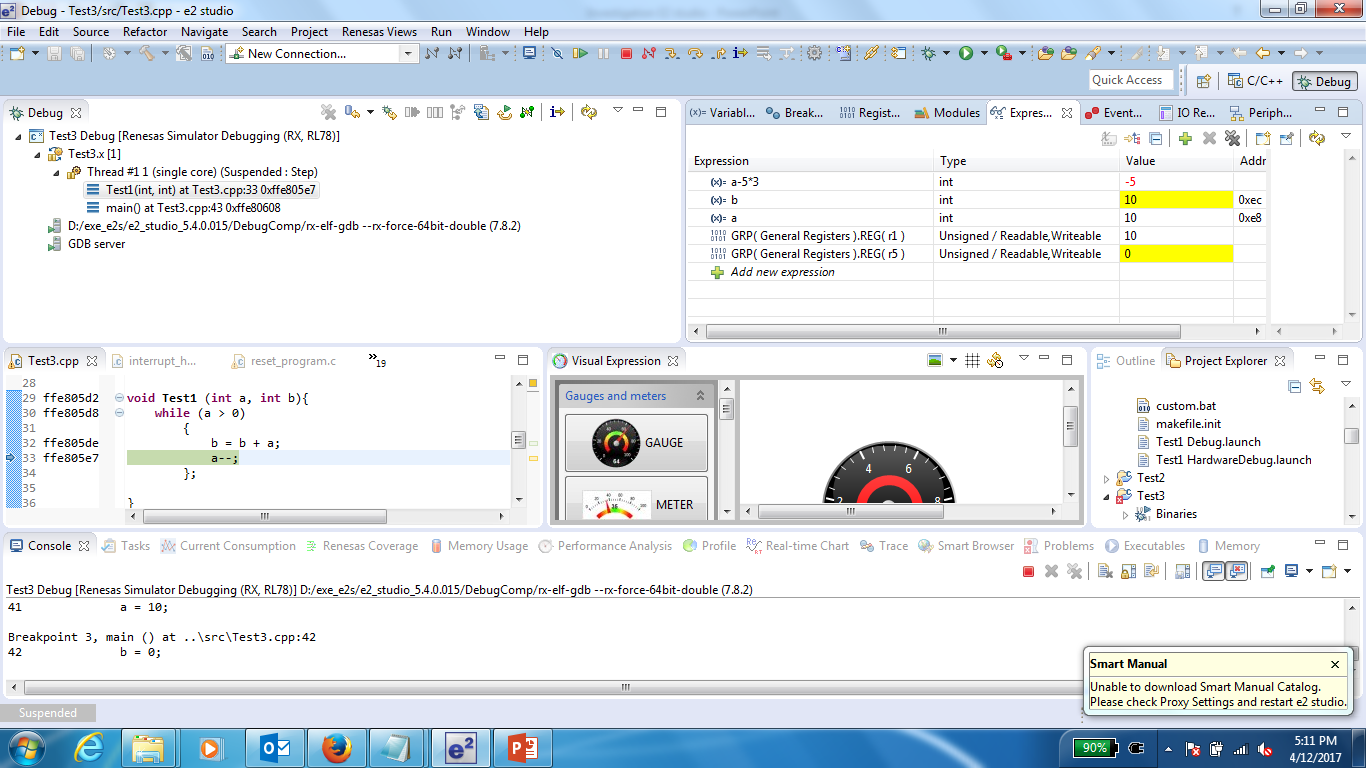 Debug - Test3/src/Test3.cpp - e2 studio
File Edit Source Refactor Navigate Search Project Renesas Views Run Window Help
New Connection...
Quick Access C/C++ Debug
Debug
Test3 Debug [Renesas Simulator Debugging (RX, RL78)]
Test3.x [1]
Thread #1 1 (single core) (Suspended : Step)
Test1(int, int) at Test3.cpp:33 0xffe805e7
main() at Test3.cpp:43 0xffe80608
D:/exe_e2s/e2_studio_5.4.0.015/DebugComp/rx-elf-gdb --rx-force-64bit-double (7.8.2)
GDB server
(x)= Variabl... Break... Regist... Modules Expres... Event... IO Re... Periph...
Expression Type Value Addr
(x)= a-5*3 int -5
(x)= b int 10 0xec
(x)= a int 10 0xe8
GRP( General Registers ).REG( r1 ) Unsigned / Readable,Writeable 10
GRP( General Registers ).REG( r5 ) Unsigned / Readable,Writeable 0
Add new expression
Test3.cpp interrupt_h... reset_program.c »19
28
29 ffe805d2 void Test1 (int a, int b){
30 ffe805d8 while (a > 0)
31 {
32 ffe805de b = b + a;
33 ffe805e7 a--;
34 };
35
36 }
Visual Expression
Gauges and meters
GAUGE
64
METER
2 4 6 8
Outline Project Explorer
custom.bat
makefile.init
Test1 Debug.launch
Test1 HardwareDebug.launch
Test2
Test3
Binaries
Console Tasks Current Consumption Renesas Coverage Memory Usage Performance Analysis Profile Real-time Chart Trace Smart Browser Problems Executables Memory
Test3 Debug [Renesas Simulator Debugging (RX, RL78)] D:/exe_e2s/e2_studio_5.4.0.015/DebugComp/rx-elf-gdb --rx-force-64bit-double (7.8.2)
41 a = 10;
Breakpoint 3, main () at ..\src\Test3.cpp:42
42 b = 0;
Smart Manual
Unable to download Smart Manual Catalog.
Please check Proxy Settings and restart e2 studio.
Suspended
90%
5:11 PM
4/12/2017